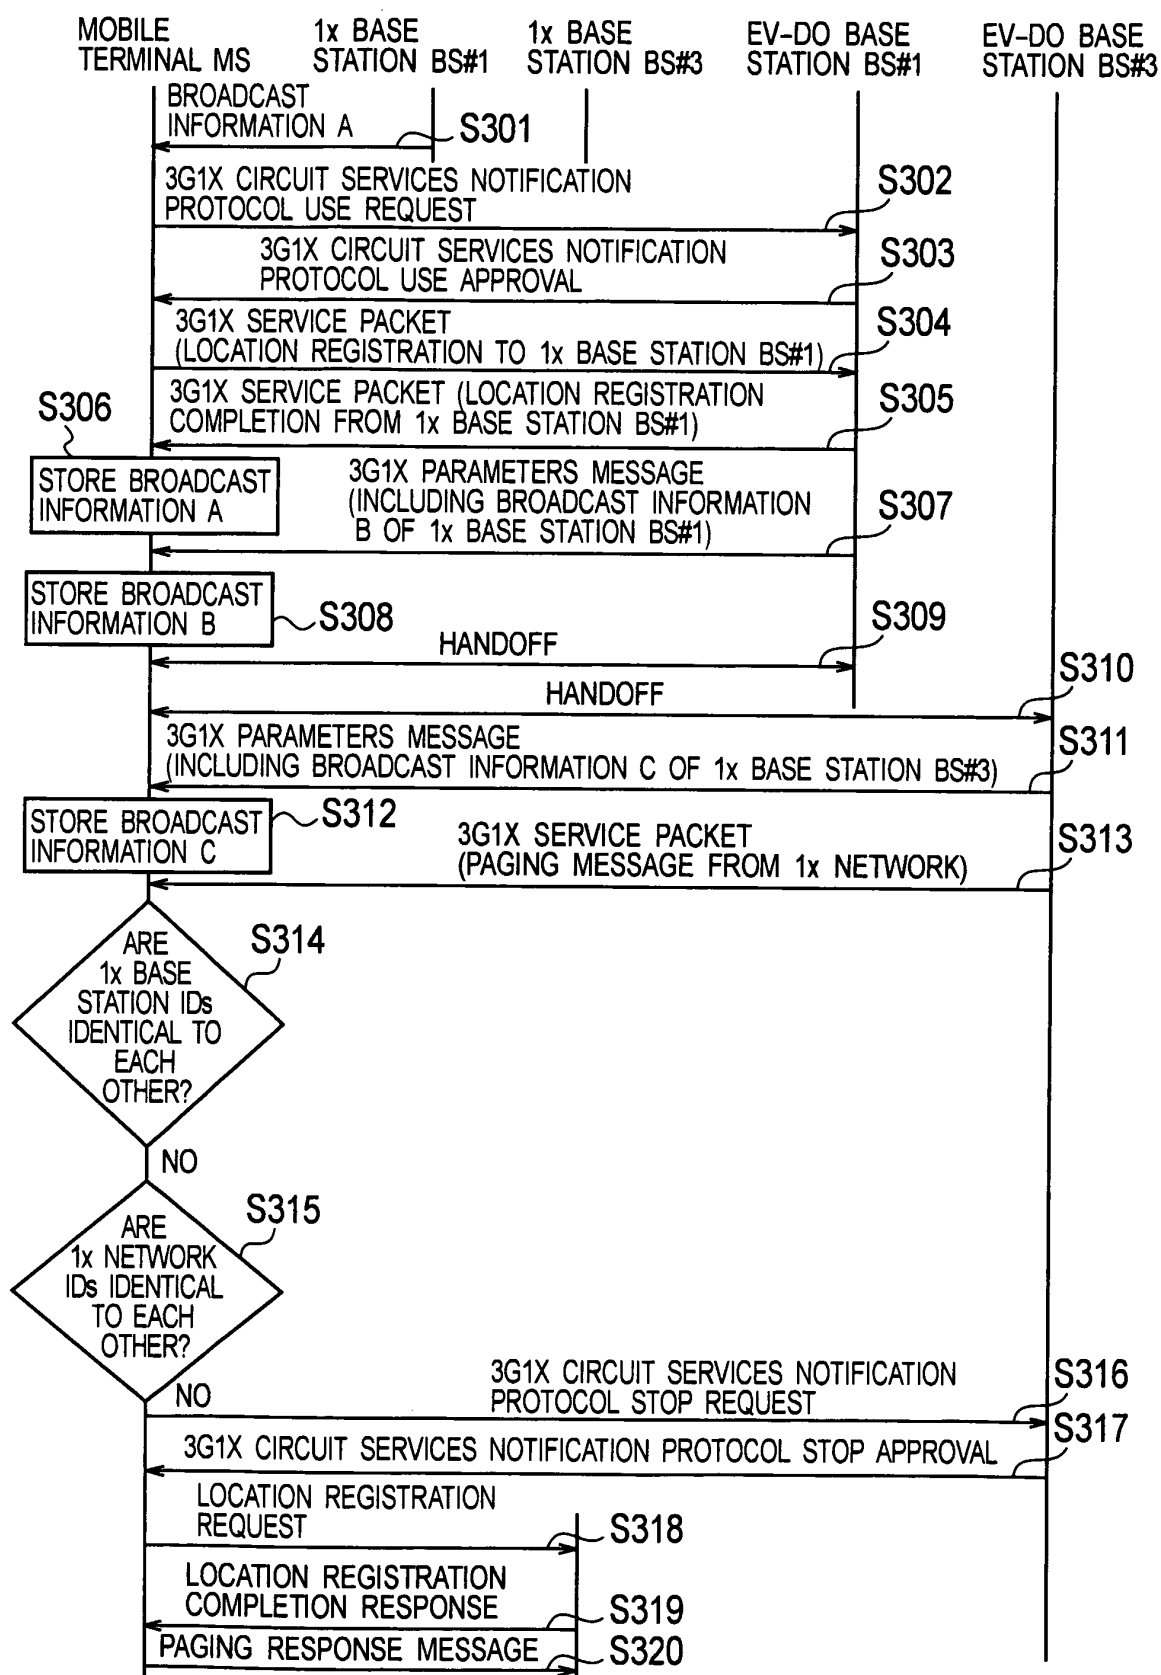 MOBILE
TERMINAL MS
1x BASE
STATION BS#1
1x BASE
STATION BS#3
EV-DO BASE
STATION BS#1
EV-DO BASE
STATION BS#3
BROADCAST
INFORMATION A
S301
3G1X CIRCUIT SERVICES NOTIFICATION
PROTOCOL USE REQUEST
S302
3G1X CIRCUIT SERVICES NOTIFICATION
PROTOCOL USE APPROVAL
S303
3G1X SERVICE PACKET
(LOCATION REGISTRATION TO 1x BASE STATION BS#1)
S304
3G1X SERVICE PACKET (LOCATION REGISTRATION
COMPLETION FROM 1x BASE STATION BS#1)
S305
S306
STORE BROADCAST
INFORMATION A
3G1X PARAMETERS MESSAGE
(INCLUDING BROADCAST INFORMATION
B OF 1x BASE STATION BS#1)
S307
STORE BROADCAST
INFORMATION B
S308
HANDOFF
S309
HANDOFF
S310
3G1X PARAMETERS MESSAGE
(INCLUDING BROADCAST INFORMATION C OF 1x BASE STATION BS#3)
S311
STORE BROADCAST
INFORMATION C
S312
3G1X SERVICE PACKET
(PAGING MESSAGE FROM 1x NETWORK)
S313
ARE
1x BASE
STATION IDs
IDENTICAL TO
EACH
OTHER?
S314
NO
ARE
1x NETWORK
IDs IDENTICAL
TO EACH
OTHER?
S315
NO
3G1X CIRCUIT SERVICES NOTIFICATION
PROTOCOL STOP REQUEST
S316
3G1X CIRCUIT SERVICES NOTIFICATION PROTOCOL STOP APPROVAL
S317
LOCATION REGISTRATION
REQUEST
S318
LOCATION REGISTRATION
COMPLETION RESPONSE
S319
PAGING RESPONSE MESSAGE
S320